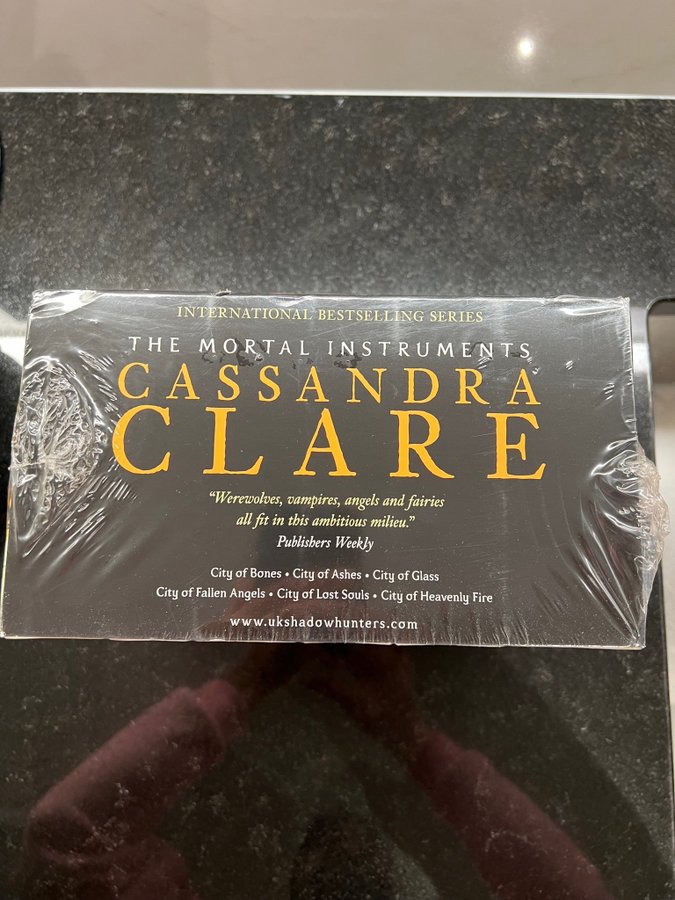 INTERNATIONAL BESTSELLING SERIES
THE MORTAL INSTRUMENTS
CASSANDRA
CLARE
“Werewolves, vampires, angels and fairies
all fit in this ambitious milieu.”
Publishers Weekly
City of Bones • City of Ashes • City of Glass
City of Fallen Angels • City of Lost Souls • City of Heavenly Fire
www.ukshadowhunters.com